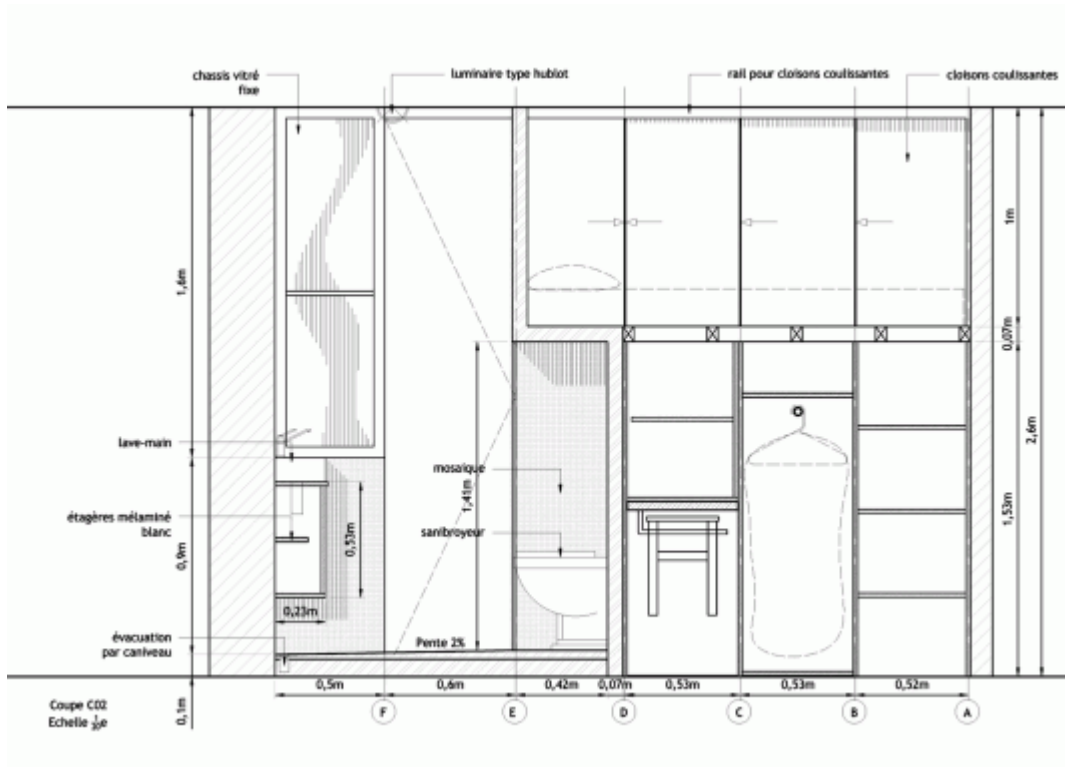 chassis vitré
fixe
luminaire type hublot
rail pour cloisons coulissantes
cloisons coulissantes
1,6m
1m
0,07m
2,6m
lave-main
mosaique
1,41m
1,53m
étagères mélaminé
blanc
0,53m
sanibroyeur
0,9m
0,23m
évacuation
par caniveau
Pente 2%
0,5m
0,6m
0,42m
0,07m
0,53m
0,53m
0,52m
0,1m
Coupe C02
Echelle e
F
E
D
C
B
A